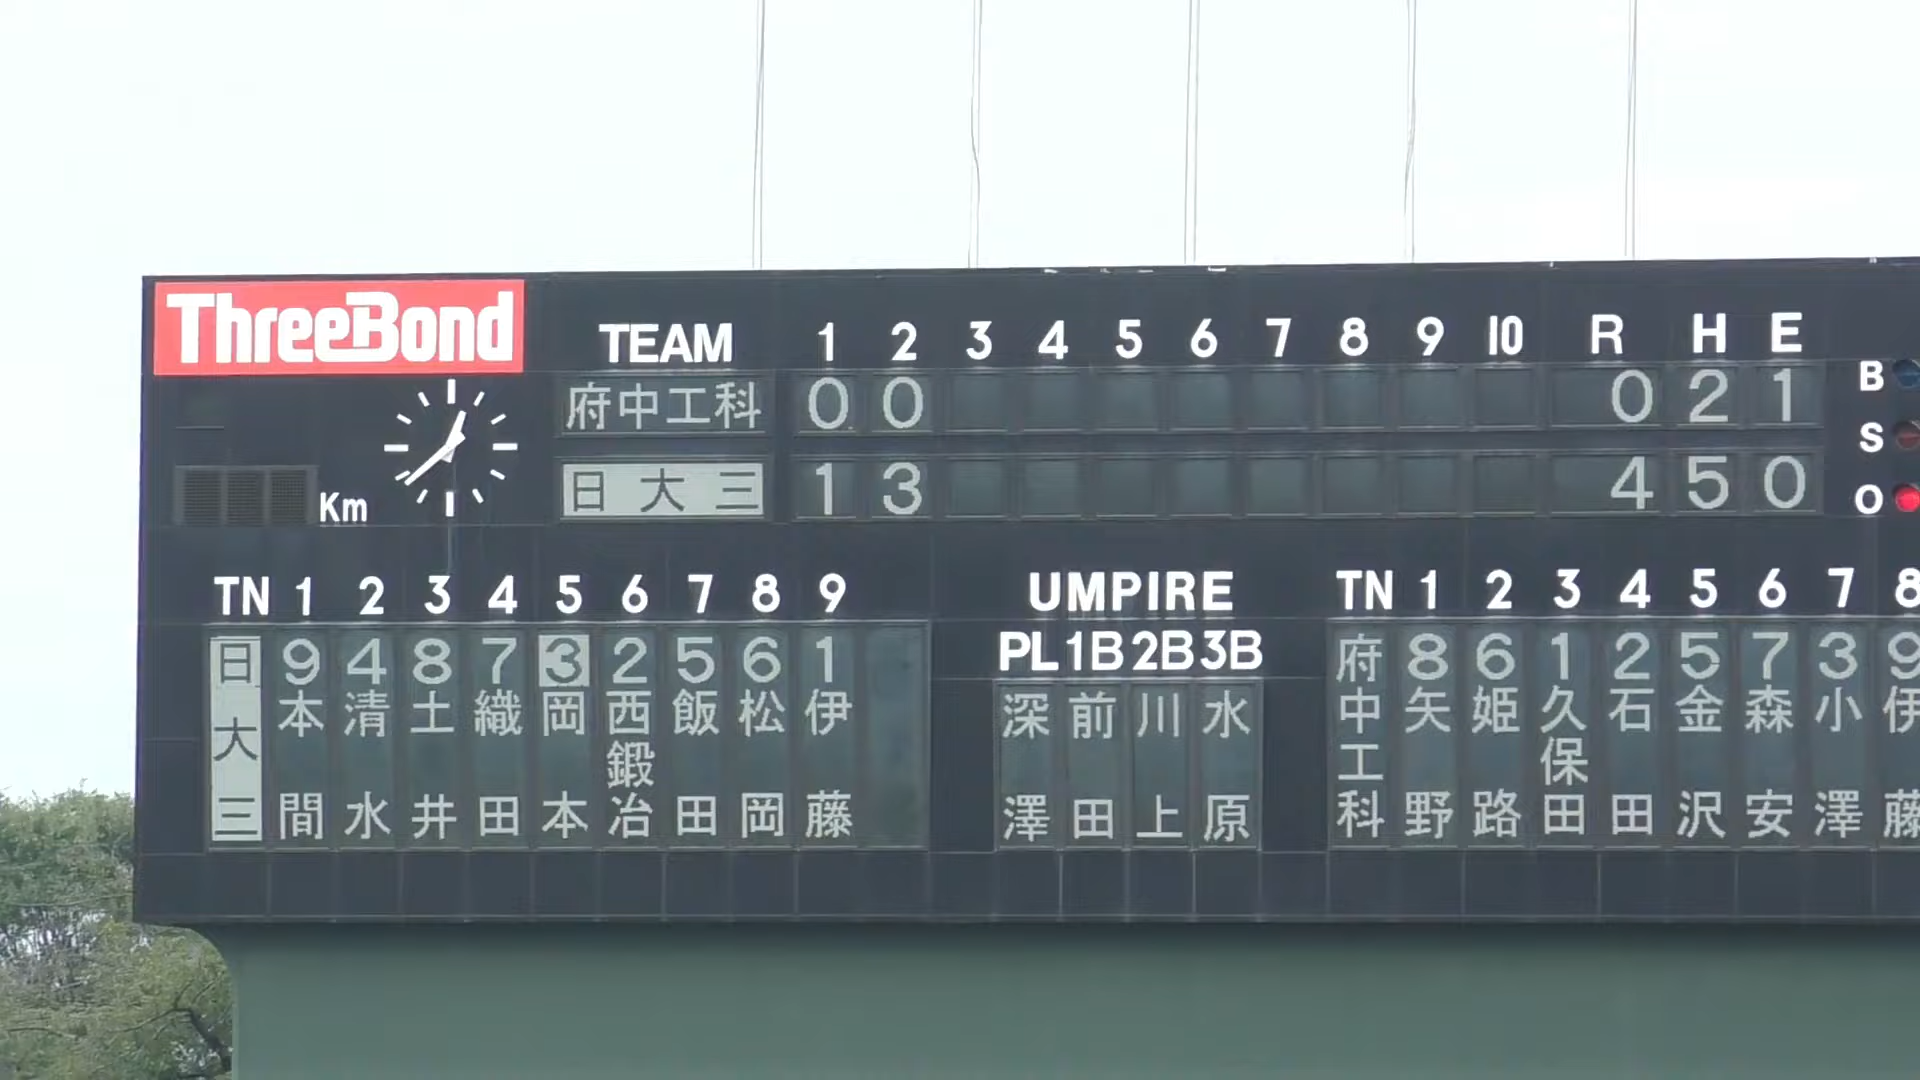 ThreeBond
TEAM 1 2 3 4 5 6 7 8 9 10 R H E
府中工科 0 0 0 2 1
日大三 1 3 4 5 0
B
S
O
Km
TN 1 2 3 4 5 6 7 8 9
日大三
9 本間
4 清水
8 土井
7 織田
3 岡本
2 西鍛冶
5 飯田
6 松岡
1 伊藤
UMPIRE
PL 1B 2B 3B
深澤
前田
川上
水原
TN 1 2 3 4 5 6 7 8
府中工科
8 矢野
6 姫路
1 久保田
2 石田
5 金沢
7 森安
3 小澤
9 伊藤